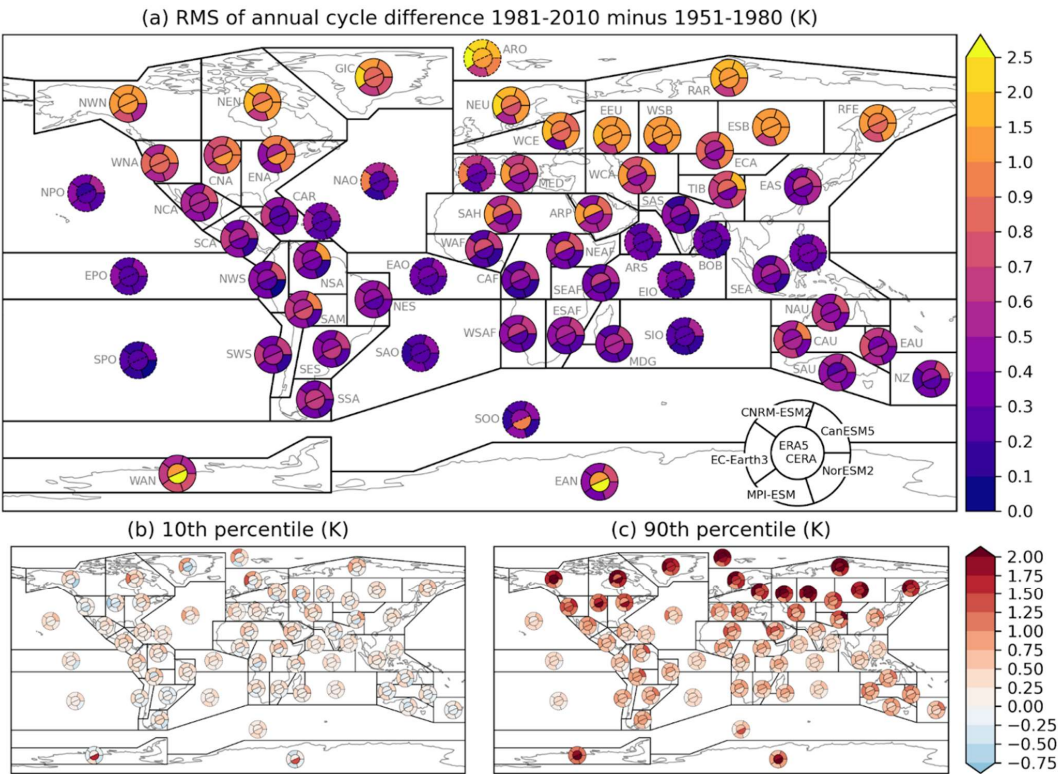 (a) RMS of annual cycle difference 1981-2010 minus 1951-1980 (K)
ARO
GIC
RAR
NWN
NEN
NEU
EEU
WSB
ESB
RFE
WCE
WNA
CNA
ENA
NAO
MED
WCA
ECA
TIB
EAS
NPO
NCA
CAR
SAH
ARP
SAS
SCA
WAF
NEAF
ARS
BOB
EPO
NWS
NSA
EAO
CAF
SEAF
EIO
SEA
NES
SAM
WSAF
ESAF
MDG
SIO
NAU
CAU
EAU
SPO
SWS
SES
SAO
SAU
NZ
SSA
SOO
WAN
EAN
CNRM-ESM2
CanESM5
ERA5
CERA
EC-Earth3
NorESM2
MPI-ESM
2.5
2.0
1.5
1.0
0.9
0.8
0.7
0.6
0.5
0.4
0.3
0.2
0.1
0.0
(b) 10th percentile (K)
(c) 90th percentile (K)
2.00
1.75
1.50
1.25
1.00
0.75
0.50
0.25
0.00
−0.25
−0.50
−0.75